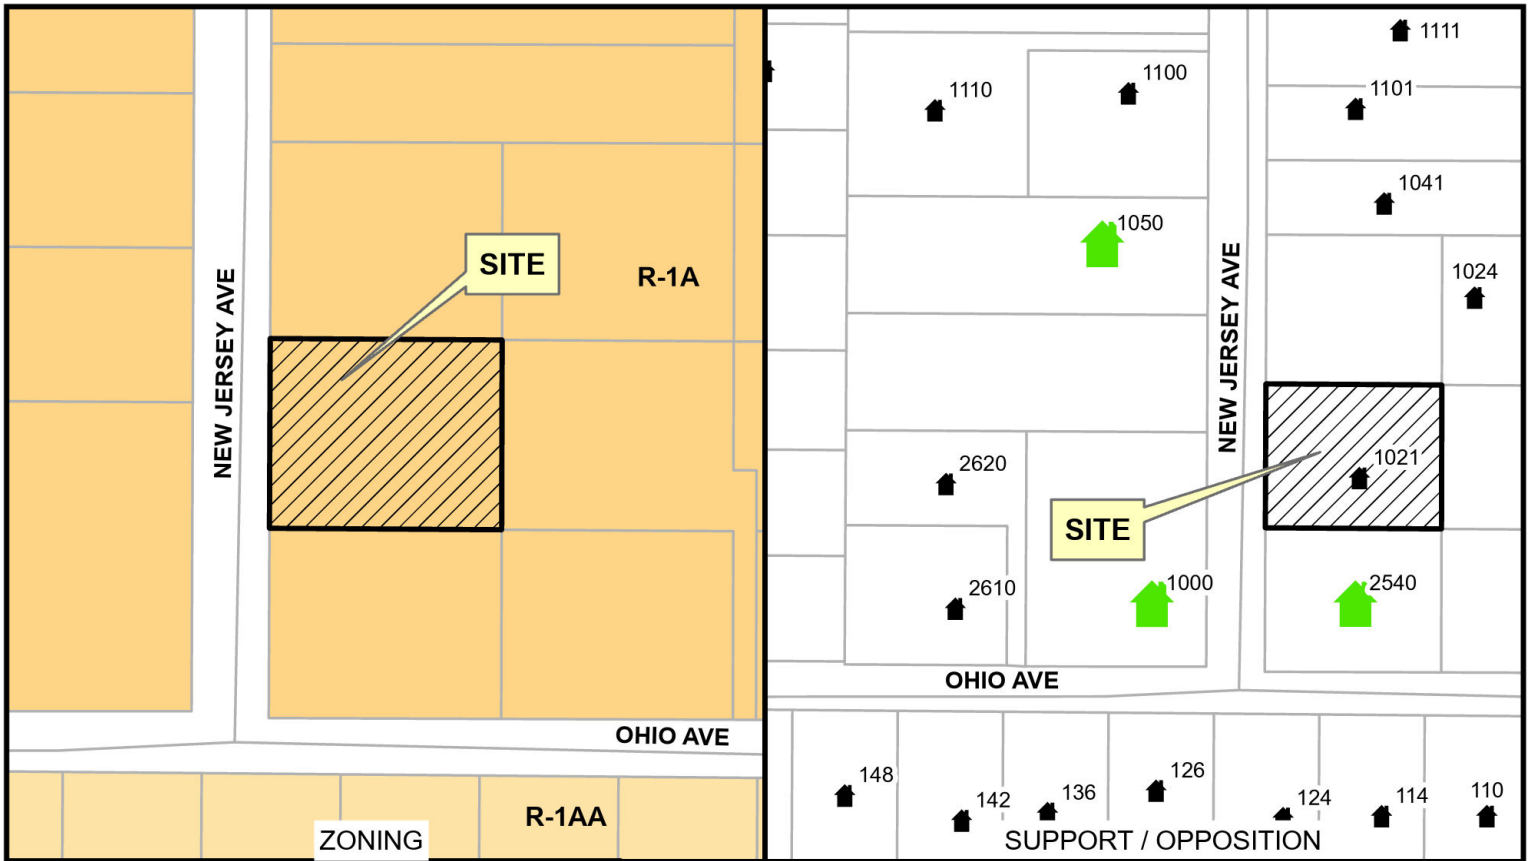 SITE
R-1A
NEW JERSEY AVE
OHIO AVE
R-1AA
ZONING
1111
1100
1110
1101
1041
1050
1024
NEW JERSEY AVE
1021
2620
SITE
2610
1000
2540
OHIO AVE
148
142
136
126
124
114
110
SUPPORT / OPPOSITION